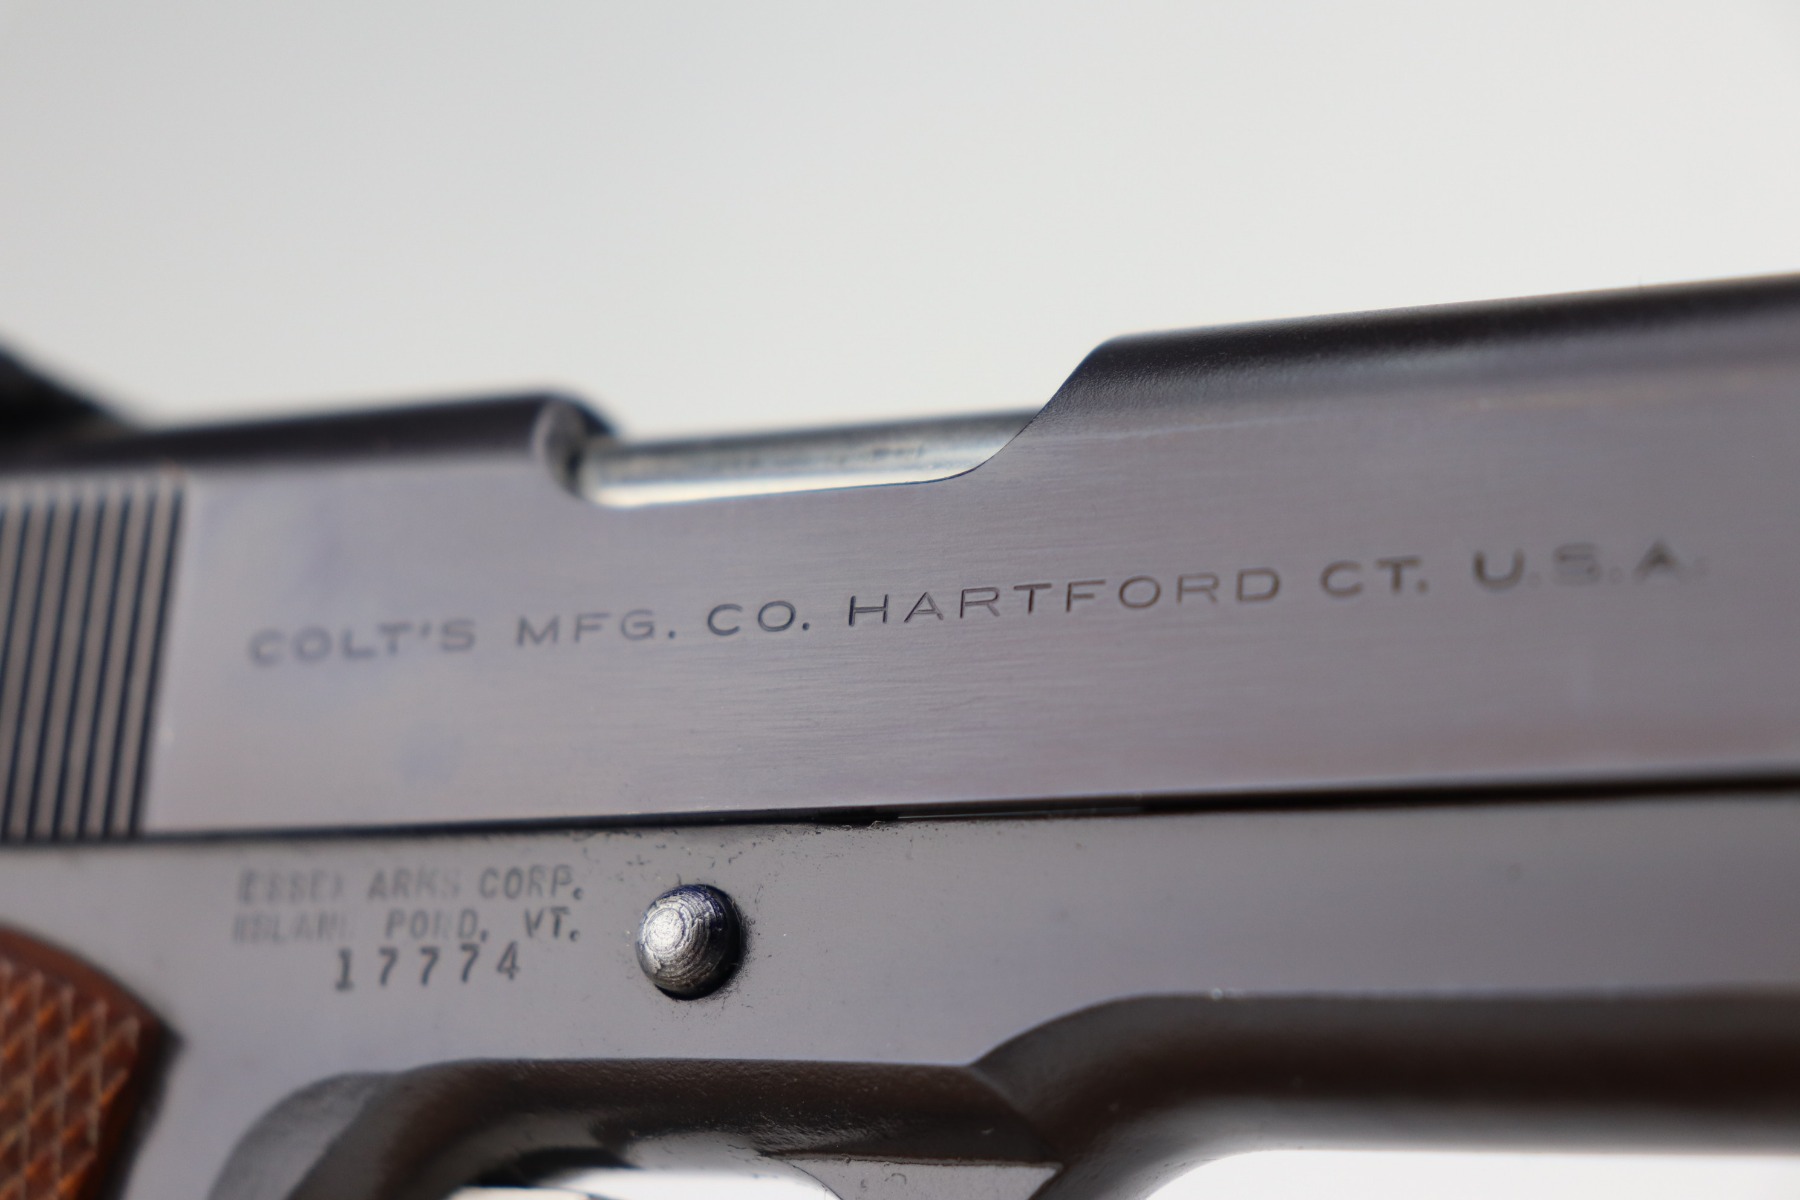 COLT'S MFG. CO. HARTFORD CT. U.S.A.
ESSEX ARMS CORP.
ISLAND POND, VT.
17774